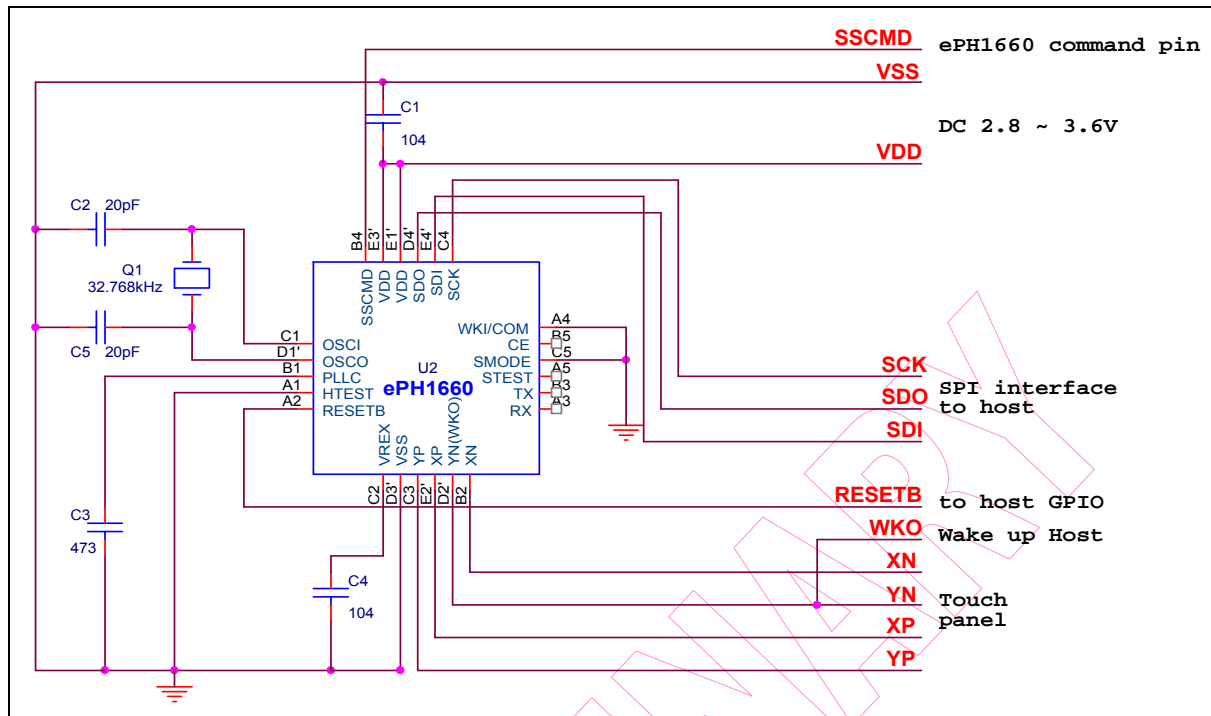 SSCMD ePH1660 command pin
VSS
C1
104
DC 2.8 ~ 3.6V
VDD
C2 20pF
Q1
32.768kHz
C5 20pF
B4 E3' E1' D4' E4' C4
SSCMD VDD VDD SDO SDI SCK
C1 OSCI
D1' OSCO
B1 PLLC
A1 HTEST
A2 RESETB
U2
ePH1660
WKI/COM A4
CE B5
SMODE C5
STEST A5
TX B3
RX A3
VREX VSS YP XP YN(WKO) XN
C2 D3' C3 E2' D2' B2
SCK
SDO SPI interface
to host
SDI
RESETB to host GPIO
WKO Wake up Host
XN
YN Touch
panel
XP
YP
C3
473
C4
104